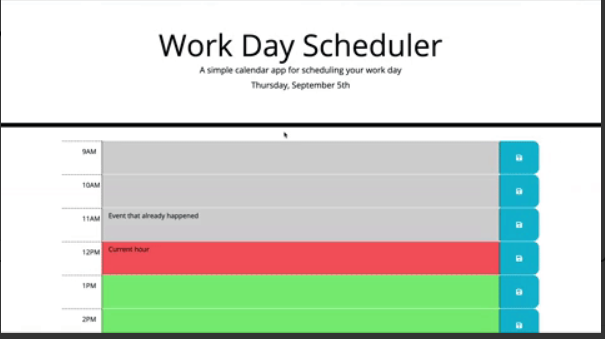 Work Day Scheduler
A simple calendar app for scheduling your work day
Thursday, September 5th
9AM
10AM
11AM Event that already happened
12PM Current hour
1PM
2PM